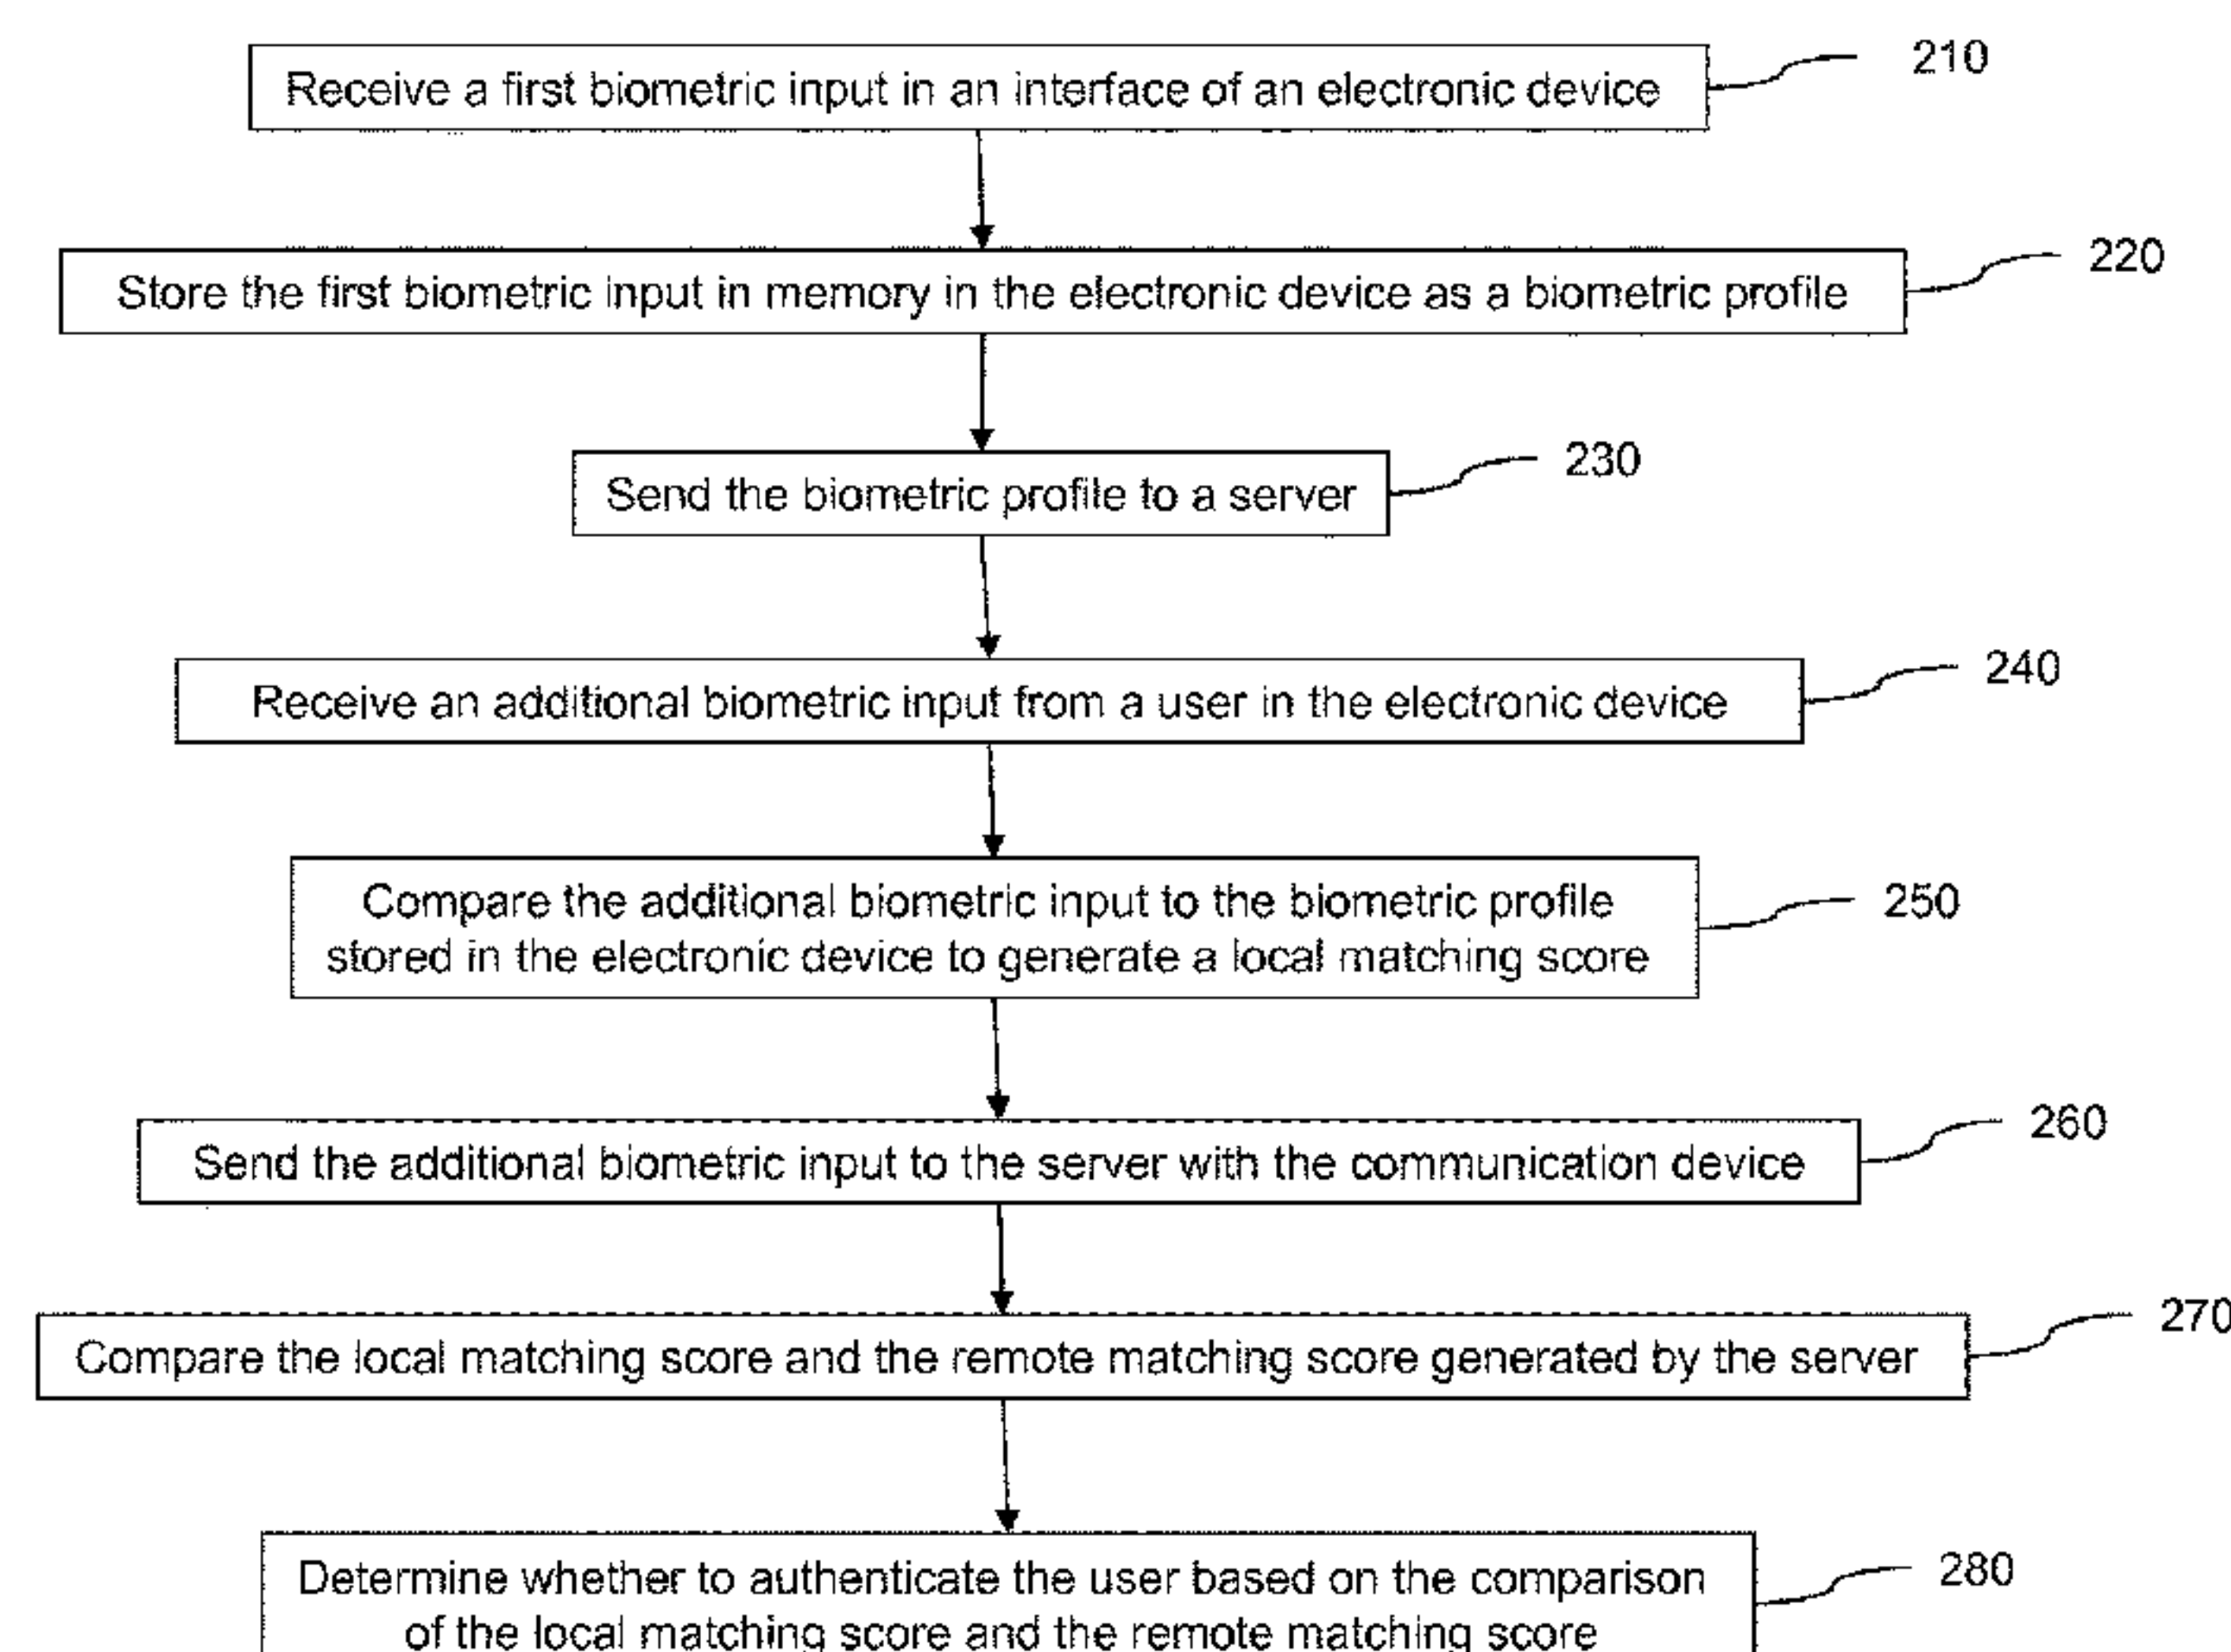 Receive a first biometric input in an interface of an electronic device
210
Store the first biometric input in memory in the electronic device as a biometric profile
220
Send the biometric profile to a server
230
Receive an additional biometric input from a user in the electronic device
240
Compare the additional biometric input to the biometric profile
stored in the electronic device to generate a local matching score
250
Send the additional biometric input to the server with the communication device
260
Compare the local matching score and the remote matching score generated by the server
270
Determine whether to authenticate the user based on the comparison
of the local matching score and the remote matching score
280